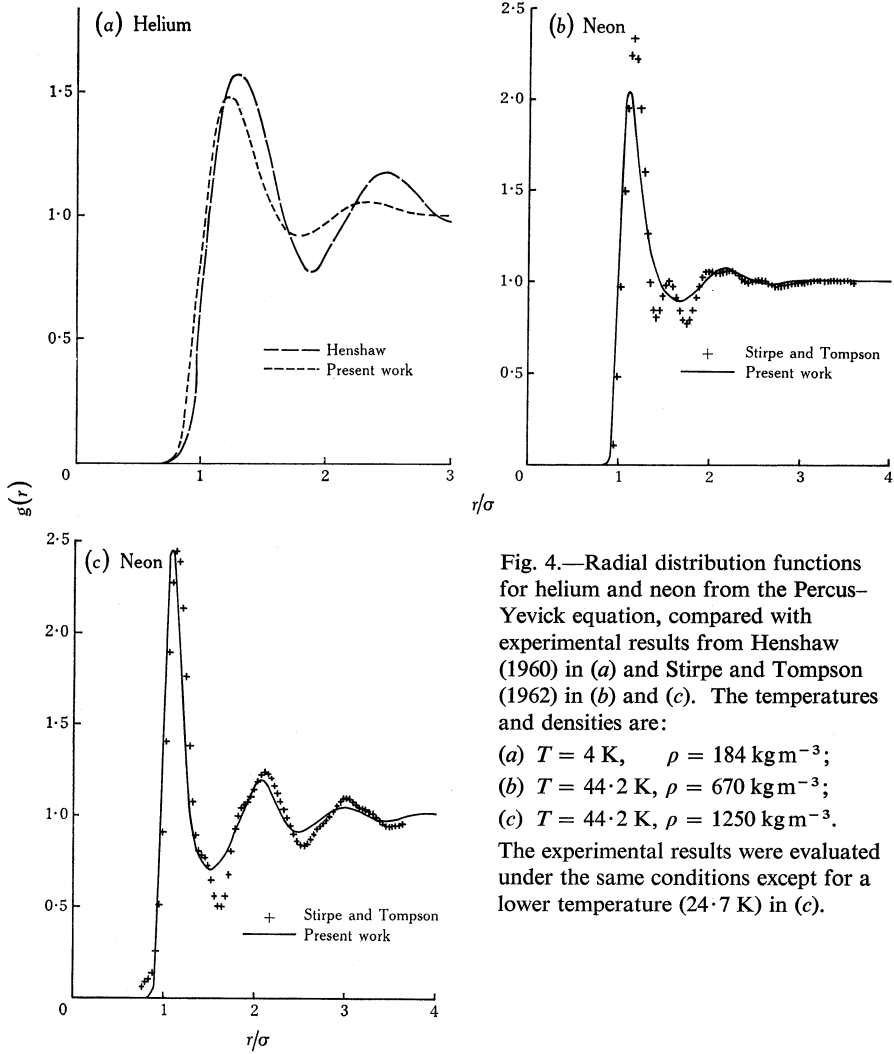 (a) Helium
1·5
1·0
0·5
0
1
2
3
Henshaw
Present work
(b) Neon
2·5
2·0
1·5
1·0
0·5
0
1
2
3
4
Stirpe and Tompson
Present work
g(r)
r/σ
(c) Neon
2·5
2·0
1·5
1·0
0·5
0
1
2
3
4
Stirpe and Tompson
Present work
r/σ
Fig. 4.—Radial distribution functions
for helium and neon from the Percus–
Yevick equation, compared with
experimental results from Henshaw
(1960) in (a) and Stirpe and Tompson
(1962) in (b) and (c). The temperatures
and densities are:
(a) T = 4 K, ρ = 184 kg m⁻³;
(b) T = 44·2 K, ρ = 670 kg m⁻³;
(c) T = 44·2 K, ρ = 1250 kg m⁻³.
The experimental results were evaluated
under the same conditions except for a
lower temperature (24·7 K) in (c).